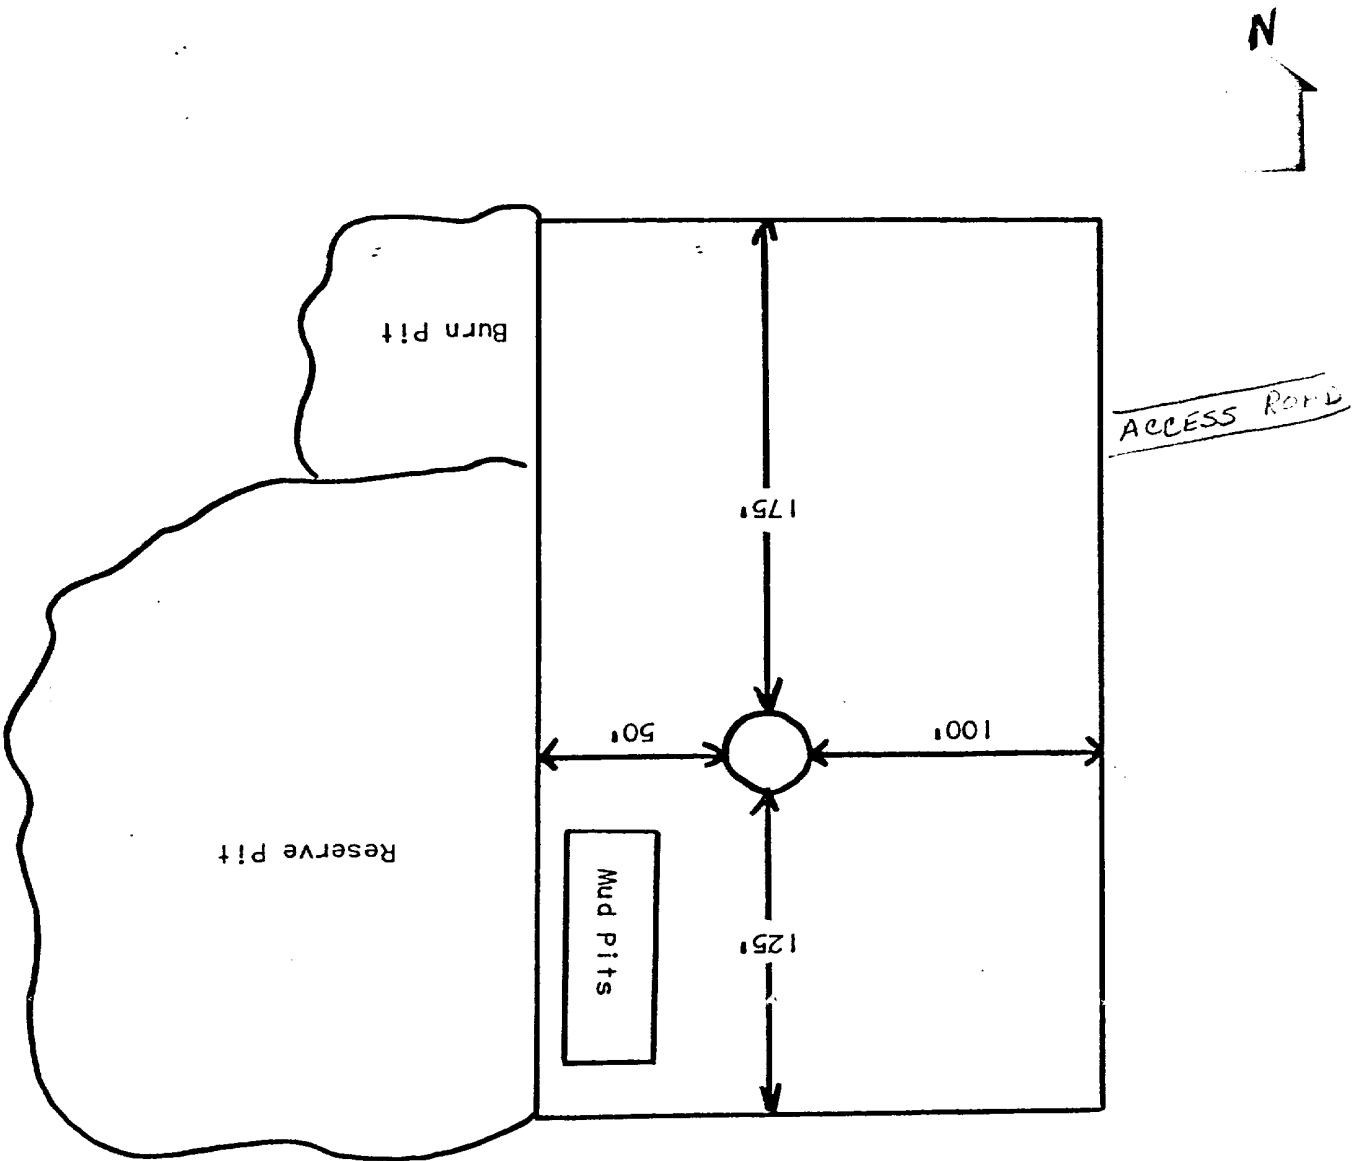 N
Burn Pit
ACCESS ROAD
175'
50'
100'
Reserve Pit
Mud Pits
125'